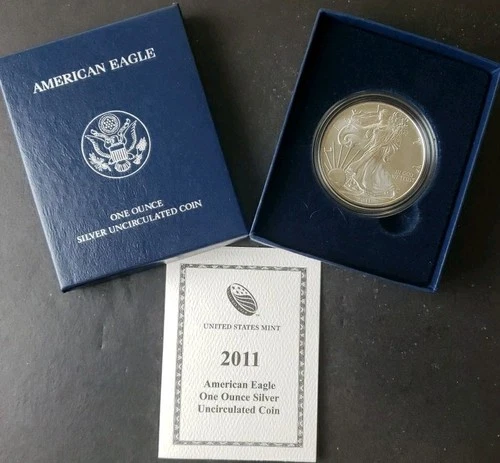 AMERICAN EAGLE
ONE OUNCE
SILVER UNCIRCULATED COIN
UNITED STATES MINT
2011
American Eagle
One Ounce Silver
Uncirculated Coin